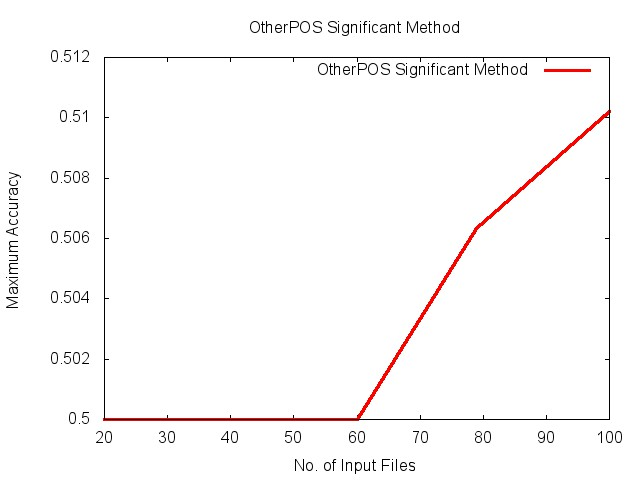 OtherPOS Significant Method
OtherPOS Significant Method
0.512
0.51
0.508
0.506
0.504
0.502
0.5
Maximum Accuracy
20 30 40 50 60 70 80 90 100
No. of Input Files